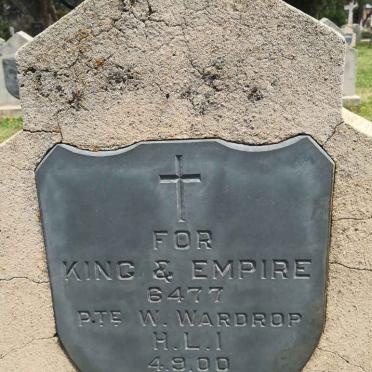 FOR
KING & EMPIRE
6477
PTE W. WARDROP
H.L.I
4.9.00